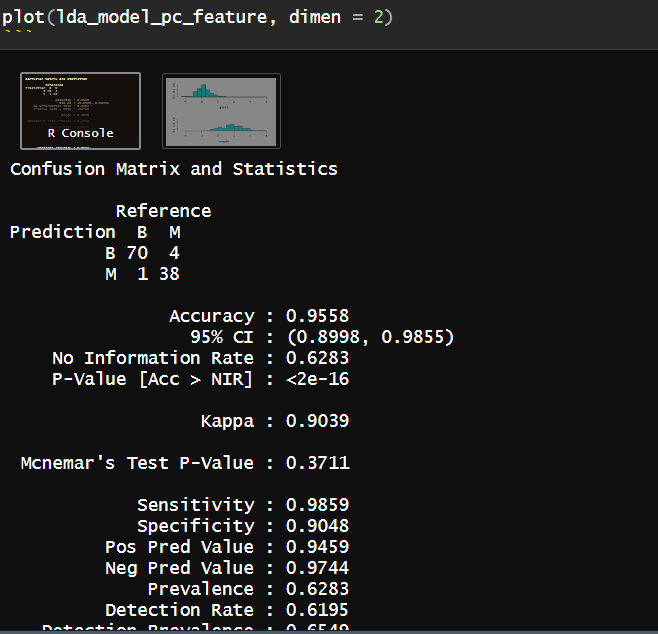 plot(lda_model_pc_feature, dimen = 2)
```
R Console
Confusion Matrix and Statistics
Reference
Prediction B M
B 70 4
M 1 38
Accuracy : 0.9558
95% CI : (0.8998, 0.9855)
No Information Rate : 0.6283
P-Value [Acc > NIR] : <2e-16
Kappa : 0.9039
Mcnemar's Test P-Value : 0.3711
Sensitivity : 0.9859
Specificity : 0.9048
Pos Pred Value : 0.9459
Neg Pred Value : 0.9744
Prevalence : 0.6283
Detection Rate : 0.6195
Detection Prevalence : 0.6549